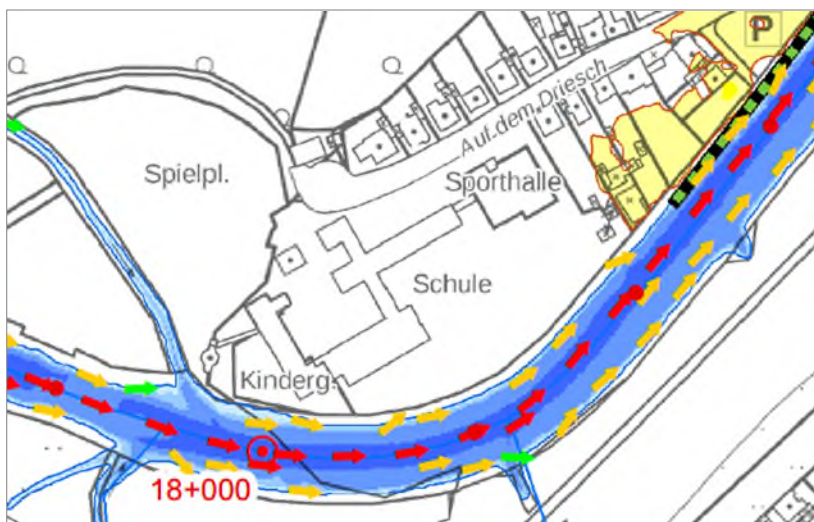 P
Auf dem Driesch
Spielpl.
Sporthalle
Schule
Kinderg.
18+000